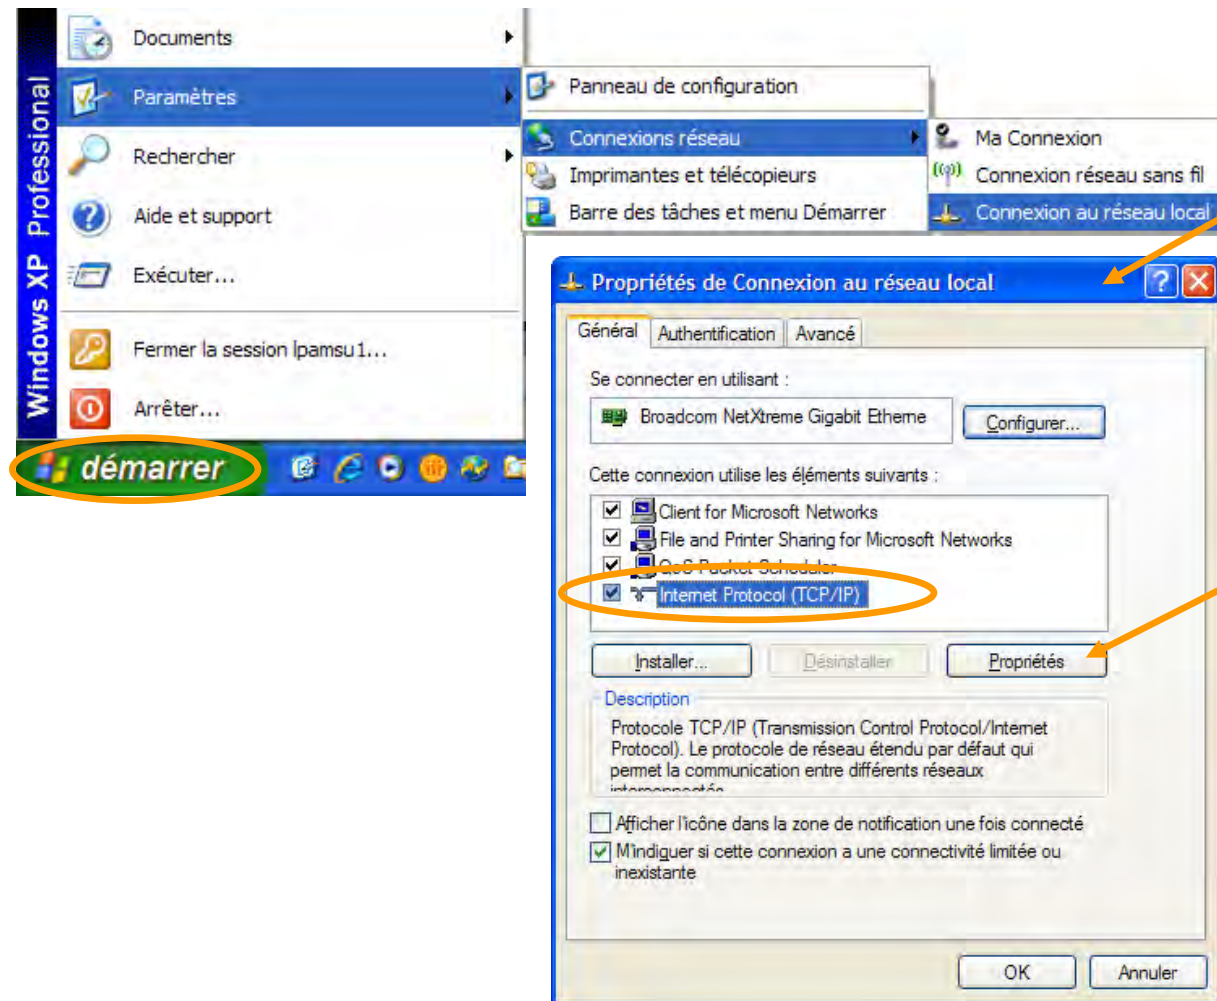 Windows XP Professional
Documents
Paramètres
Rechercher
Aide et support
Exécuter...
Fermer la session lpamsu1...
Arrêter...
démarrer
Panneau de configuration
Connexions réseau
Imprimantes et télécopieurs
Barre des tâches et menu Démarrer
Ma Connexion
Connexion réseau sans fil
Connexion au réseau local
Propriétés de Connexion au réseau local
Général Authentification Avancé
Se connecter en utilisant :
Broadcom NetXtreme Gigabit Etherne
Configurer...
Cette connexion utilise les éléments suivants :
Client for Microsoft Networks
File and Printer Sharing for Microsoft Networks
QoS Packet Scheduler
Internet Protocol (TCP/IP)
Installer... Désinstaller Propriétés
Description
Protocole TCP/IP (Transmission Control Protocol/Internet
Protocol). Le protocole de réseau étendu par défaut qui
permet la communication entre différents réseaux
interconnectés
Afficher l'icône dans la zone de notification une fois connecté
M'indiquer si cette connexion a une connectivité limitée ou
inexistante
OK Annuler